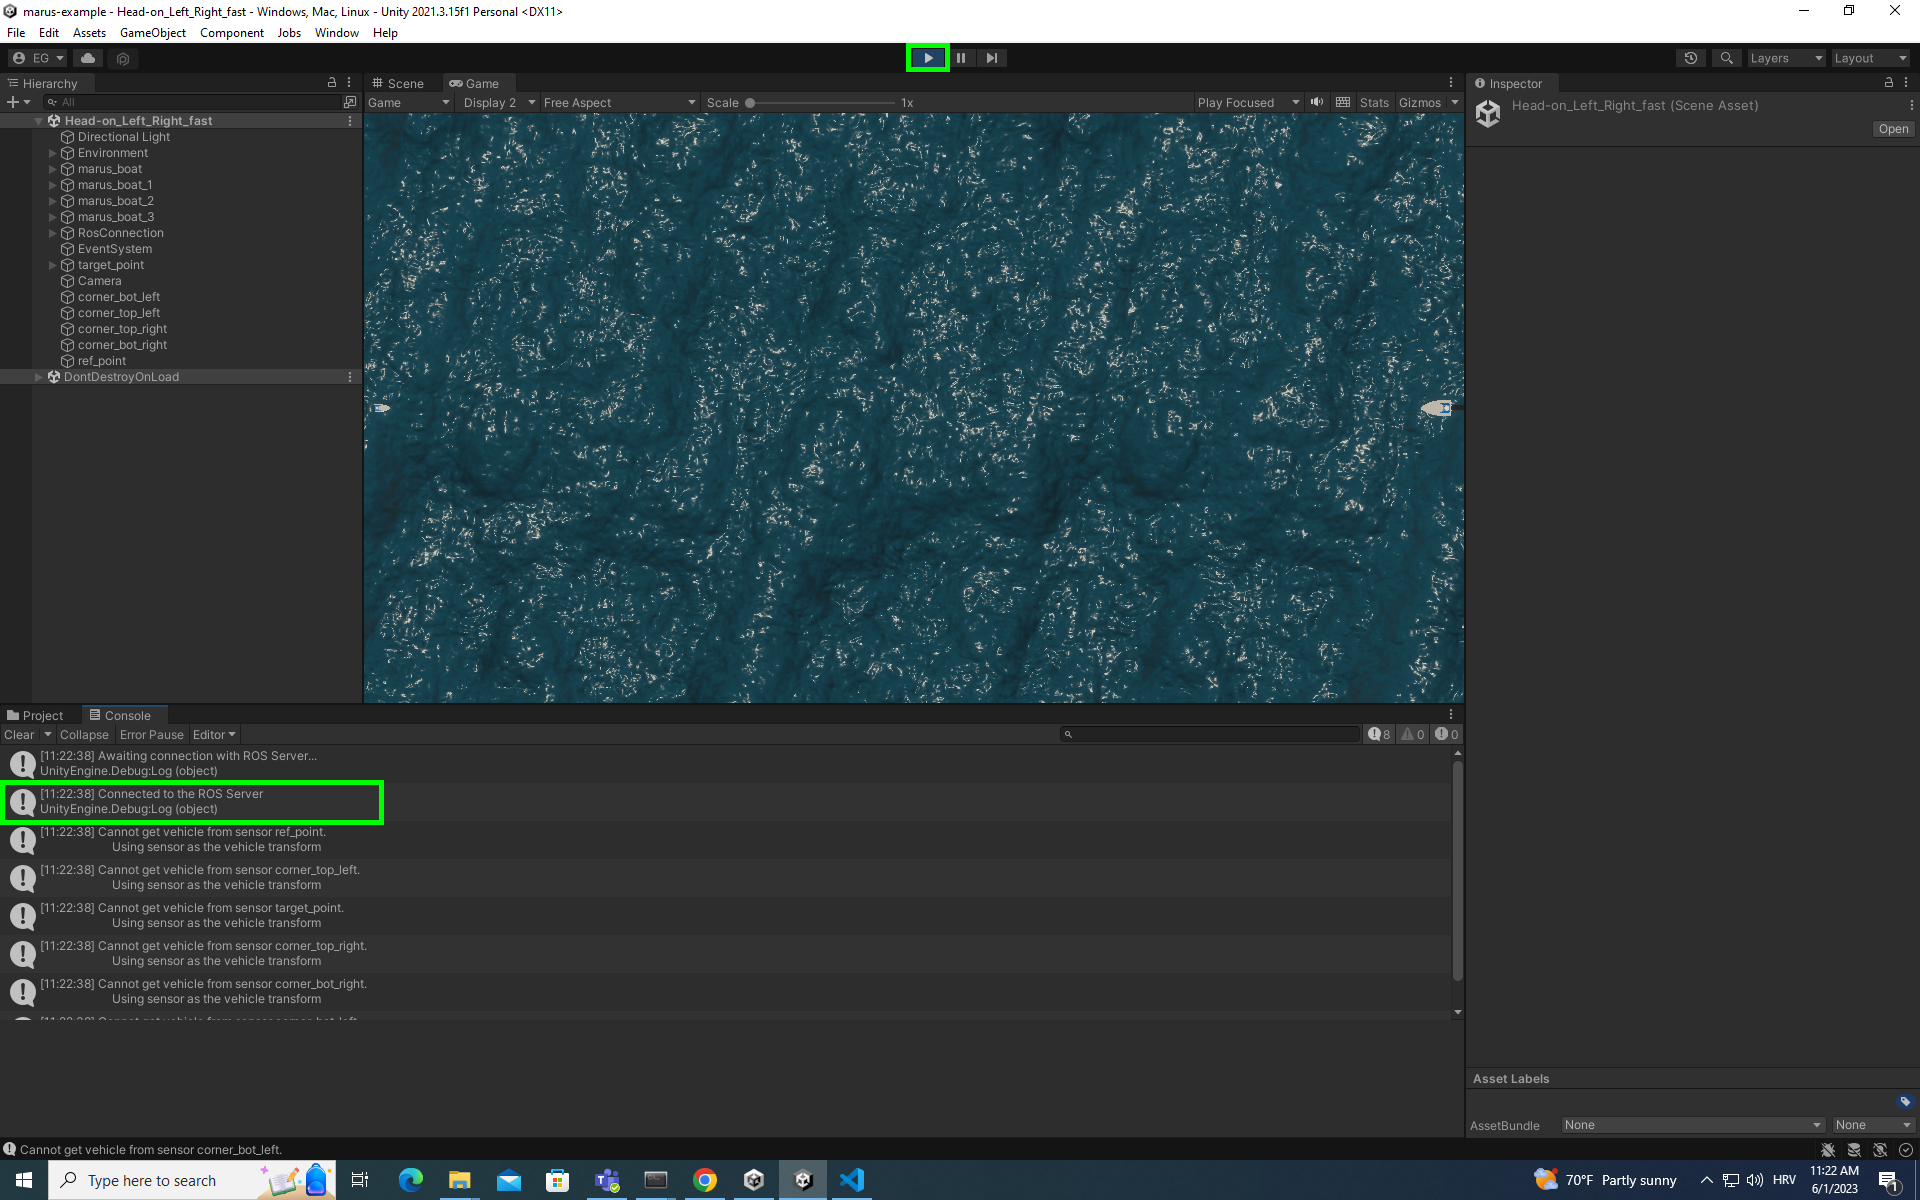 marus-example - Head-on_Left_Right_fast - Windows, Mac, Linux - Unity 2021.3.15f1 Personal <DX11>
File Edit Assets GameObject Component Jobs Window Help
EG
Layers Layout
Hierarchy
Scene Game
Inspector
All
Game Display 2 Free Aspect Scale 1x Play Focused Stats Gizmos
Head-on_Left_Right_fast (Scene Asset)
Open
Head-on_Left_Right_fast
Directional Light
Environment
marus_boat
marus_boat_1
marus_boat_2
marus_boat_3
RosConnection
EventSystem
target_point
Camera
corner_bot_left
corner_top_left
corner_top_right
corner_bot_right
ref_point
DontDestroyOnLoad
Project Console
Clear Collapse Error Pause Editor 8 0 0
[11:22:38] Awaiting connection with ROS Server...
UnityEngine.Debug:Log (object)
[11:22:38] Connected to the ROS Server
UnityEngine.Debug:Log (object)
[11:22:38] Cannot get vehicle from sensor ref_point.
Using sensor as the vehicle transform
[11:22:38] Cannot get vehicle from sensor corner_top_left.
Using sensor as the vehicle transform
[11:22:38] Cannot get vehicle from sensor target_point.
Using sensor as the vehicle transform
[11:22:38] Cannot get vehicle from sensor corner_top_right.
Using sensor as the vehicle transform
[11:22:38] Cannot get vehicle from sensor corner_bot_right.
Using sensor as the vehicle transform
Asset Labels
AssetBundle None None
Cannot get vehicle from sensor corner_bot_left.
Type here to search
70°F Partly sunny
HRV
11:22 AM
6/1/2023
1